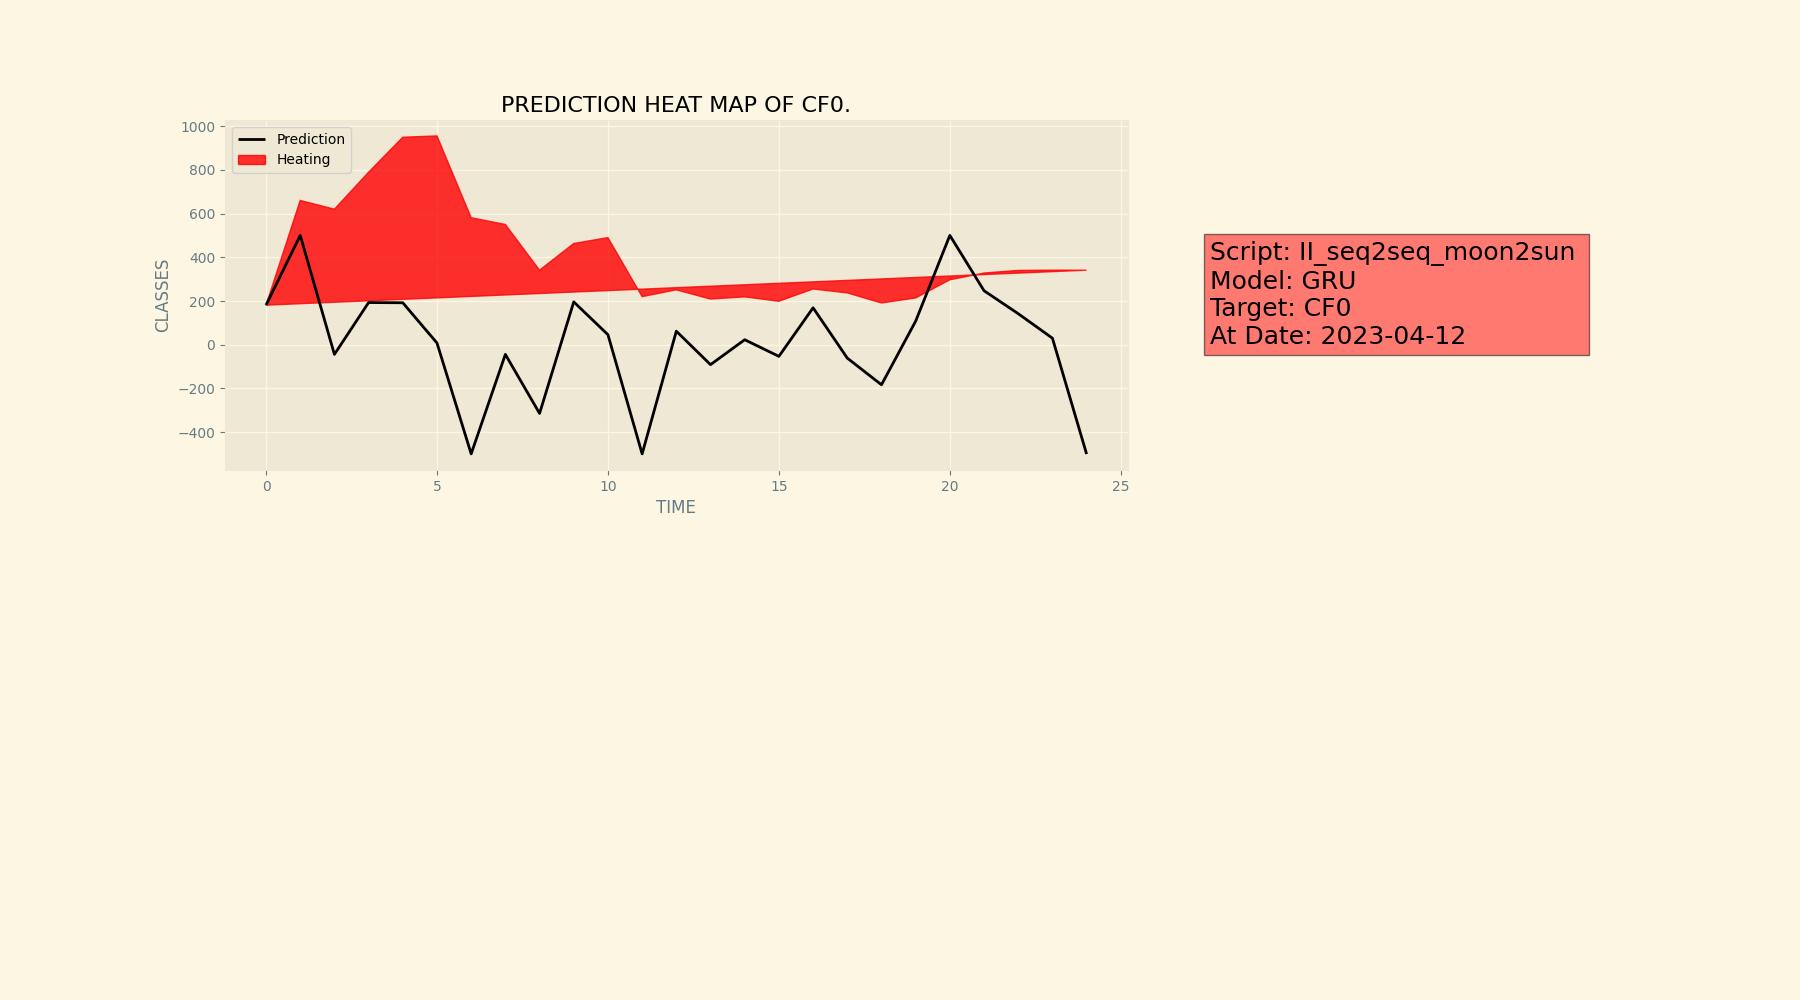 PREDICTION HEAT MAP OF CF0.
Prediction
Heating
CLASSES
1000
800
600
400
200
0
−200
−400
0 5 10 15 20 25
TIME
Script: II_seq2seq_moon2sun
Model: GRU
Target: CF0
At Date: 2023-04-12